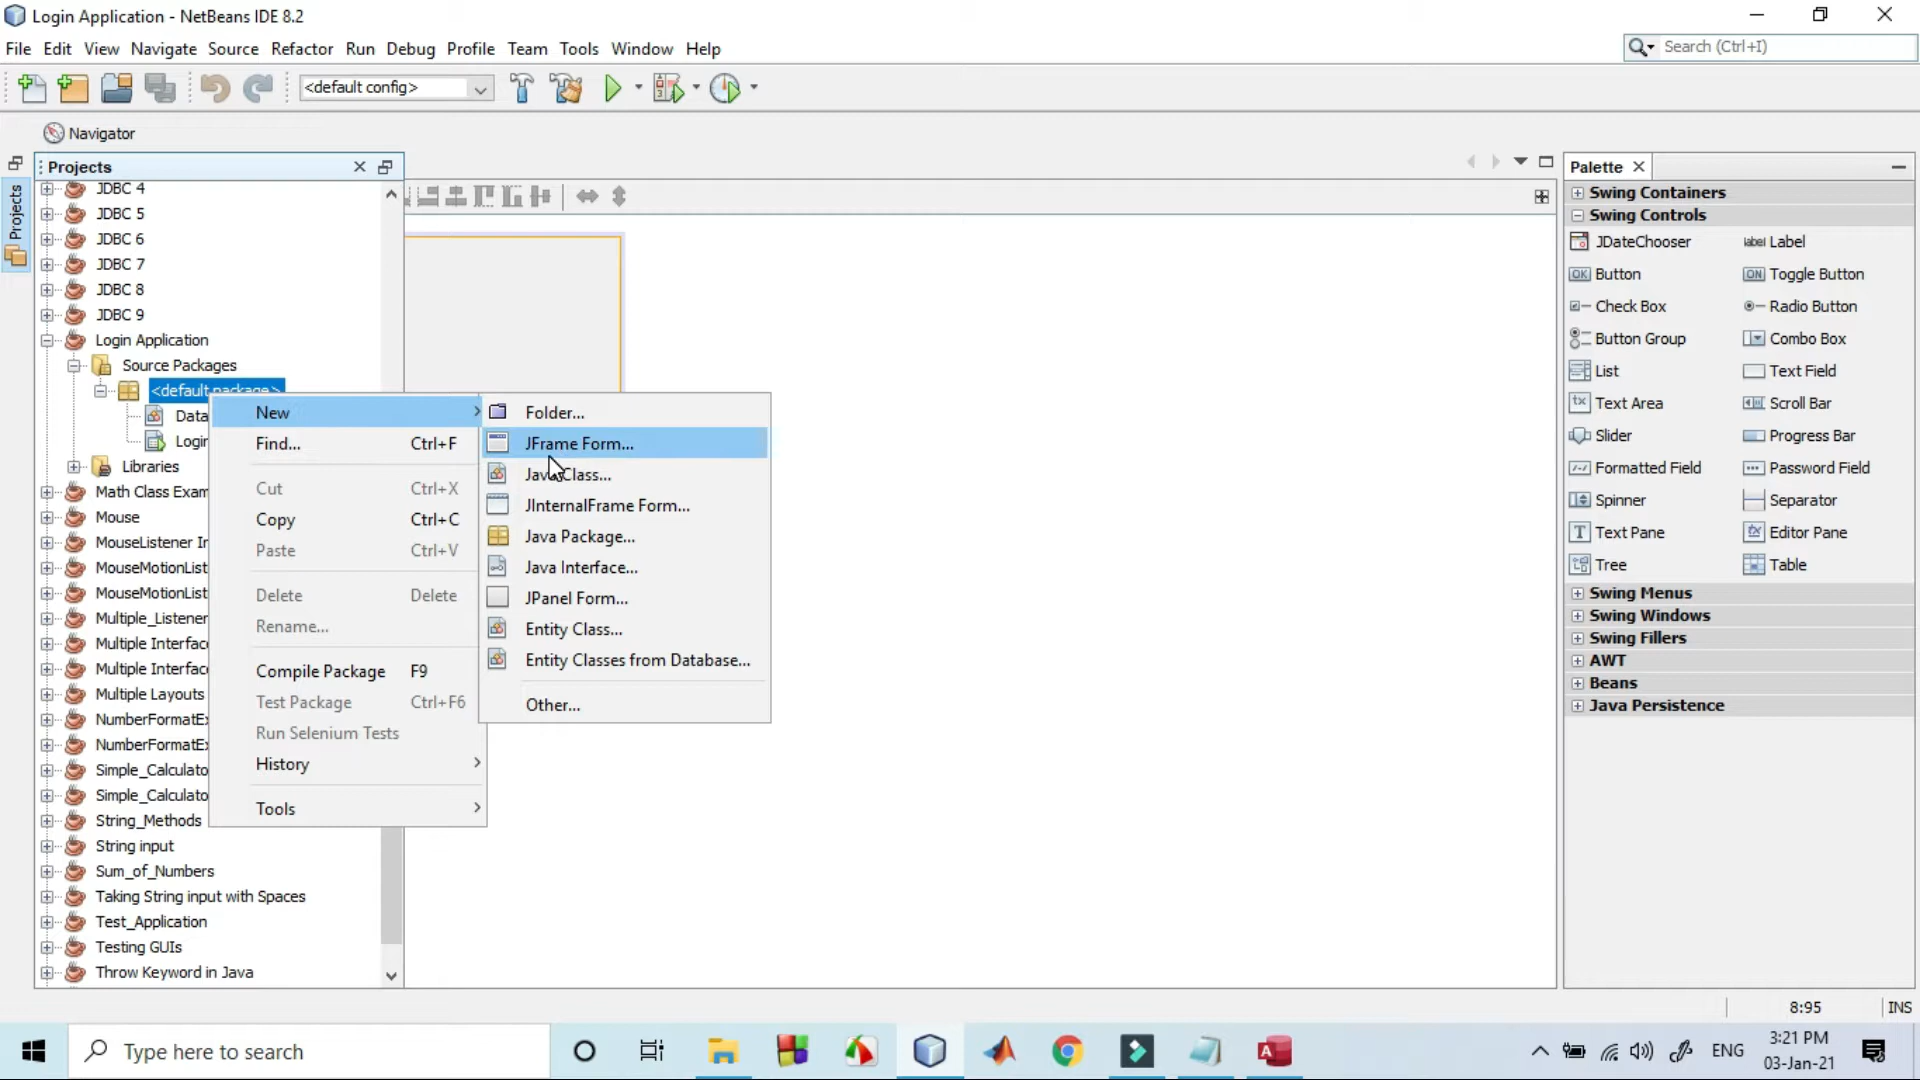 Login Application - NetBeans IDE 8.2
File Edit View Navigate Source Refactor Run Debug Profile Team Tools Window Help
Search (Ctrl+I)
<default config>
Navigator
Projects
Projects
JDBC 4
JDBC 5
JDBC 6
JDBC 7
JDBC 8
JDBC 9
Login Application
Source Packages
<default package>
Data
Login
Libraries
Math Class Exam
Mouse
MouseListener In
MouseMotionList
MouseMotionList
Multiple_Listener
Multiple Interfac
Multiple Interfac
Multiple Layouts
NumberFormatEx
NumberFormatEx
Simple_Calculato
Simple_Calculato
String_Methods
String input
Sum_of_Numbers
Taking String input with Spaces
Test_Application
Testing GUIs
Throw Keyword in Java
New
Find... Ctrl+F
Cut Ctrl+X
Copy Ctrl+C
Paste Ctrl+V
Delete Delete
Rename...
Compile Package F9
Test Package Ctrl+F6
Run Selenium Tests
History
Tools
Folder...
JFrame Form...
Java Class...
JInternalFrame Form...
Java Package...
Java Interface...
JPanel Form...
Entity Class...
Entity Classes from Database...
Other...
Palette
Swing Containers
Swing Controls
JDateChooser label Label
OK Button ON Toggle Button
Check Box Radio Button
Button Group Combo Box
List Text Field
Text Area Scroll Bar
Slider Progress Bar
Formatted Field Password Field
Spinner Separator
Text Pane Editor Pane
Tree Table
Swing Menus
Swing Windows
Swing Fillers
AWT
Beans
Java Persistence
8:95 INS
Type here to search
ENG
3:21 PM
03-Jan-21